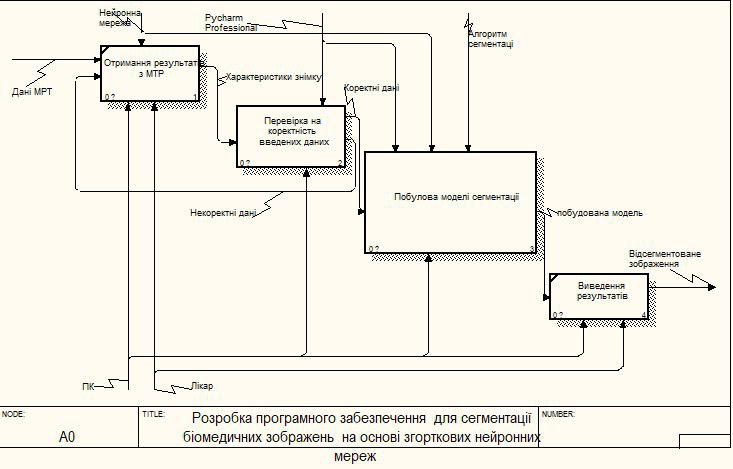 Нейронна
мережа
Pycharm
Professional
Алгоритм
сегментаці
Отримання результатів
з МТР
0 ?
1
Дані МРТ
Характеристики знімку
Коректні дані
Перевірка на
коректність
введених даних
0 ?
2
Побулова моделі сегментації
0 ?
3
Некоректні дані
побудована модель
Відсегментоване
зображення
Виведення
результатів
0 ?
4
ПК
Лікар
NODE:
TITLE:
NUMBER:
A0
Розробка програмного забезпечення для сегментації
біомедичних зображень на основі згорткових нейронних
мереж